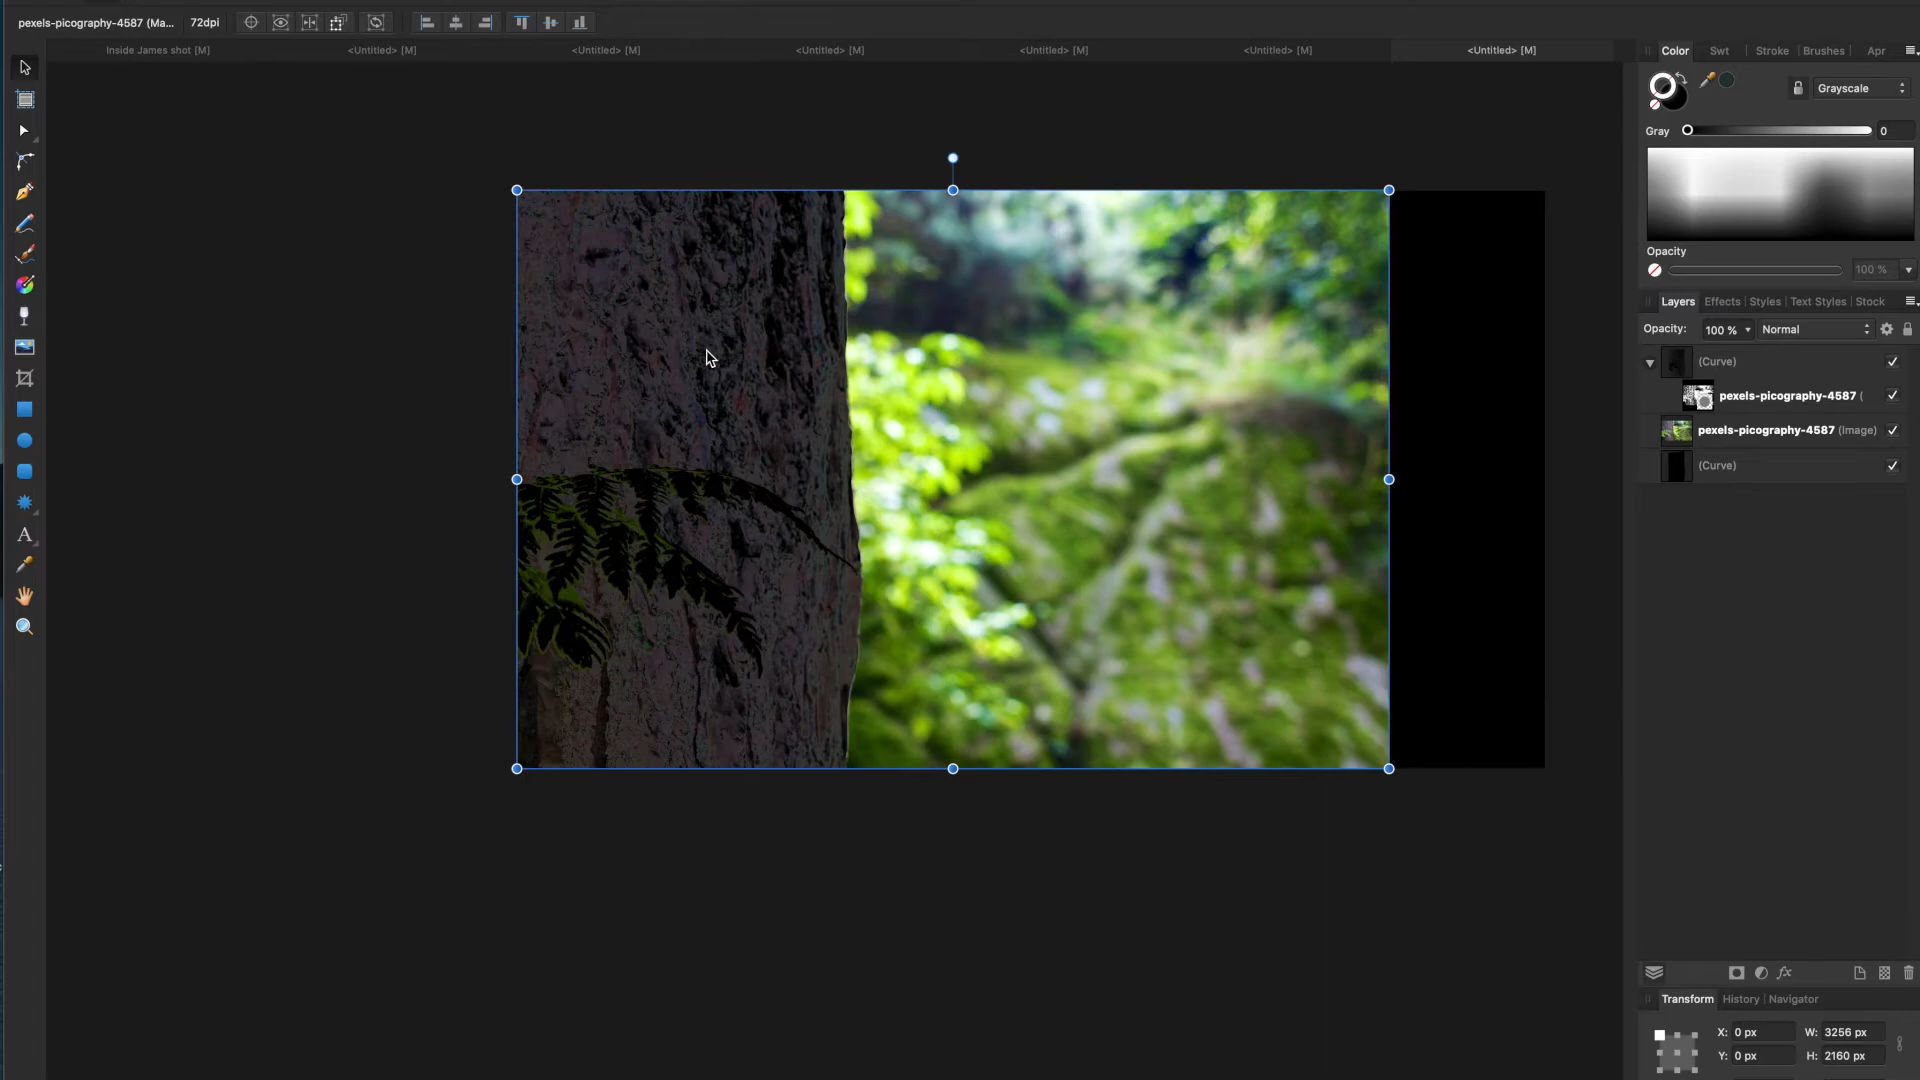 pexels-picography-4587 (Ma... 72dpi
Inside James shot [M] <Untitled> [M] <Untitled> [M] <Untitled> [M] <Untitled> [M] <Untitled> [M] <Untitled> [M]
Color Swt Stroke Brushes Apr
Grayscale
Gray 0
Opacity
100 %
Layers Effects Styles Text Styles Stock
Opacity: 100 % Normal
(Curve)
pexels-picography-4587 (
pexels-picography-4587 (Image)
(Curve)
fx
Transform History Navigator
X: 0 px W: 3256 px
Y: 0 px H: 2160 px
A